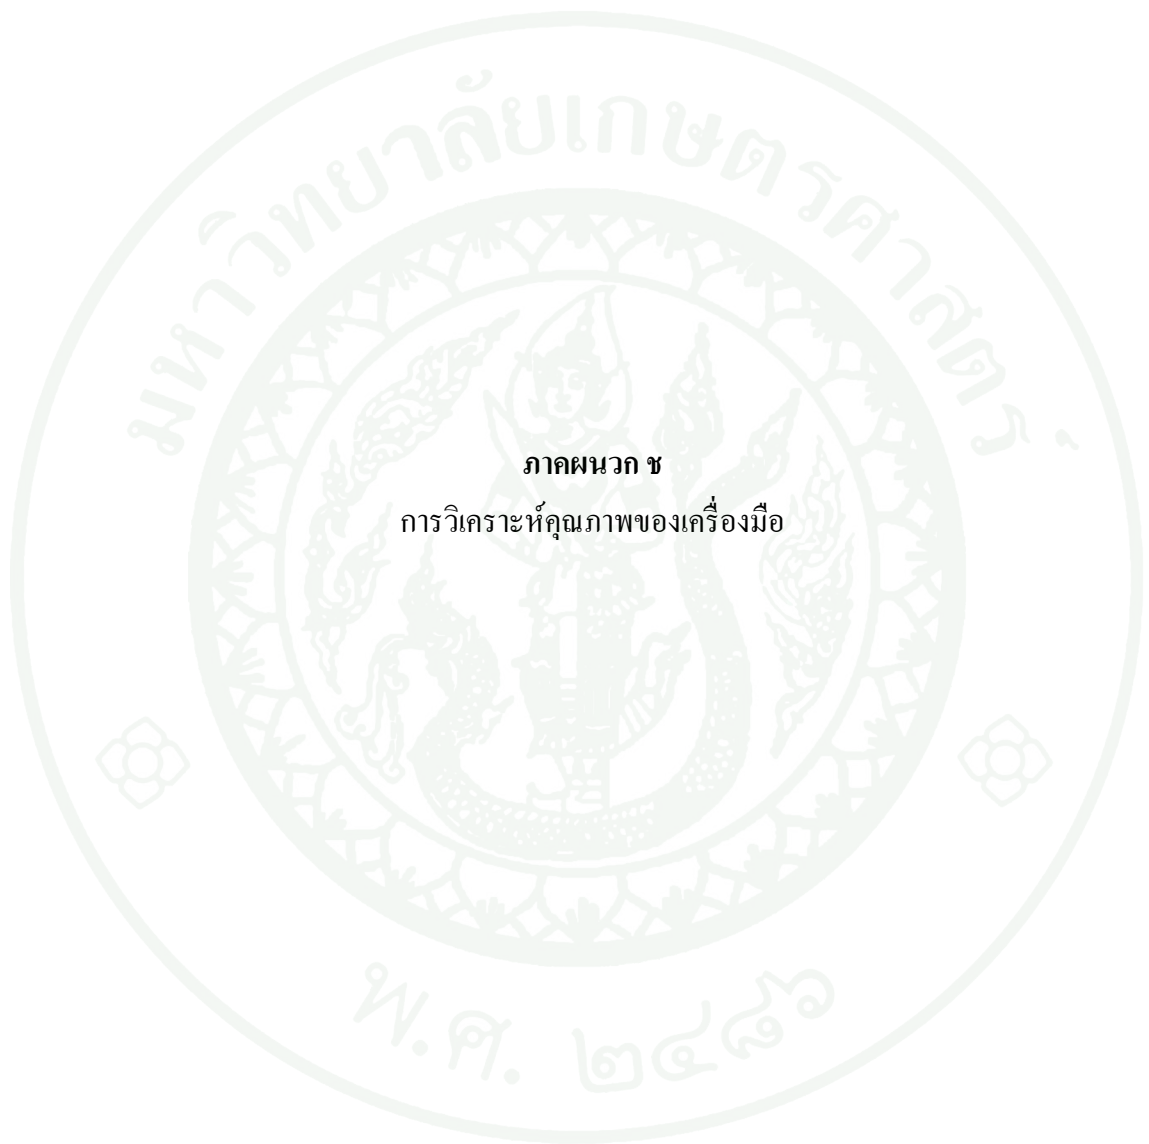 มหาวิทยาลัยเกษตรศาสตร์
ภาคผนวก ช
การวิเคราะห์คุณภาพของเครื่องมือ
พ.ศ. ๒๔๘๖